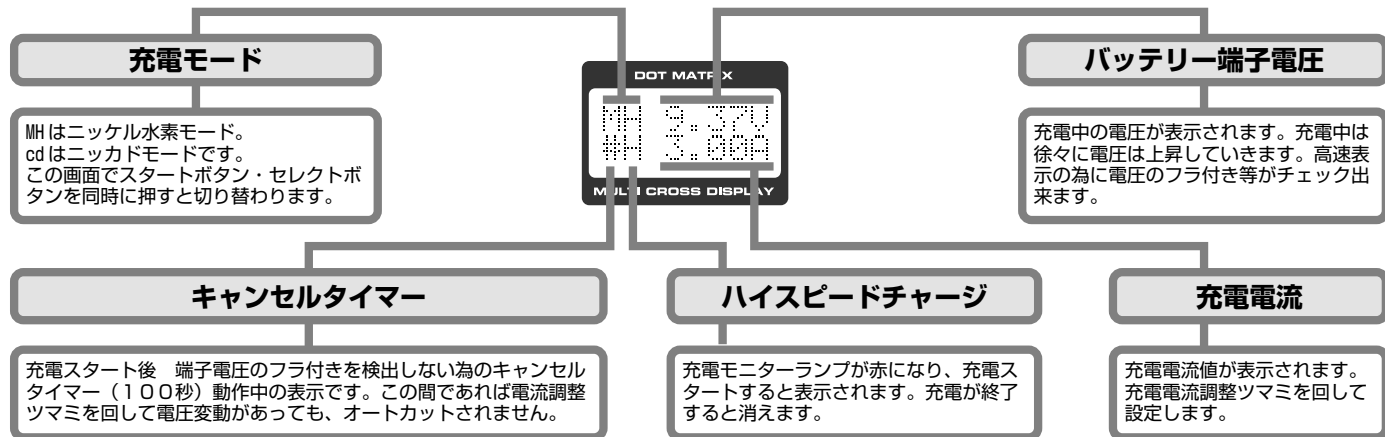 充電モード
MHはニッケル水素モード。
cdはニッカドモードです。
この画面でスタートボタン・セレクトボ
タンを同時に押すと切り替わります。
DOT MATRIX
MH 9.37V
#H 3.00A
MULTI CROSS DISPLAY
バッテリー端子電圧
充電中の電圧が表示されます。充電中は
徐々に電圧は上昇していきます。高速表
示の為に電圧のフラ付き等がチェック出
来ます。
キャンセルタイマー
充電スタート後　端子電圧のフラ付きを検出しない為のキャンセル
タイマー（１００秒）動作中の表示です。この間であれば電流調整
ツマミを回して電圧変動があっても、オートカットされません。
ハイスピードチャージ
充電モニターランプが赤になり、充電ス
タートすると表示されます。充電が終了
すると消えます。
充電電流
充電電流値が表示されます。
充電電流調整ツマミを回して
設定します。